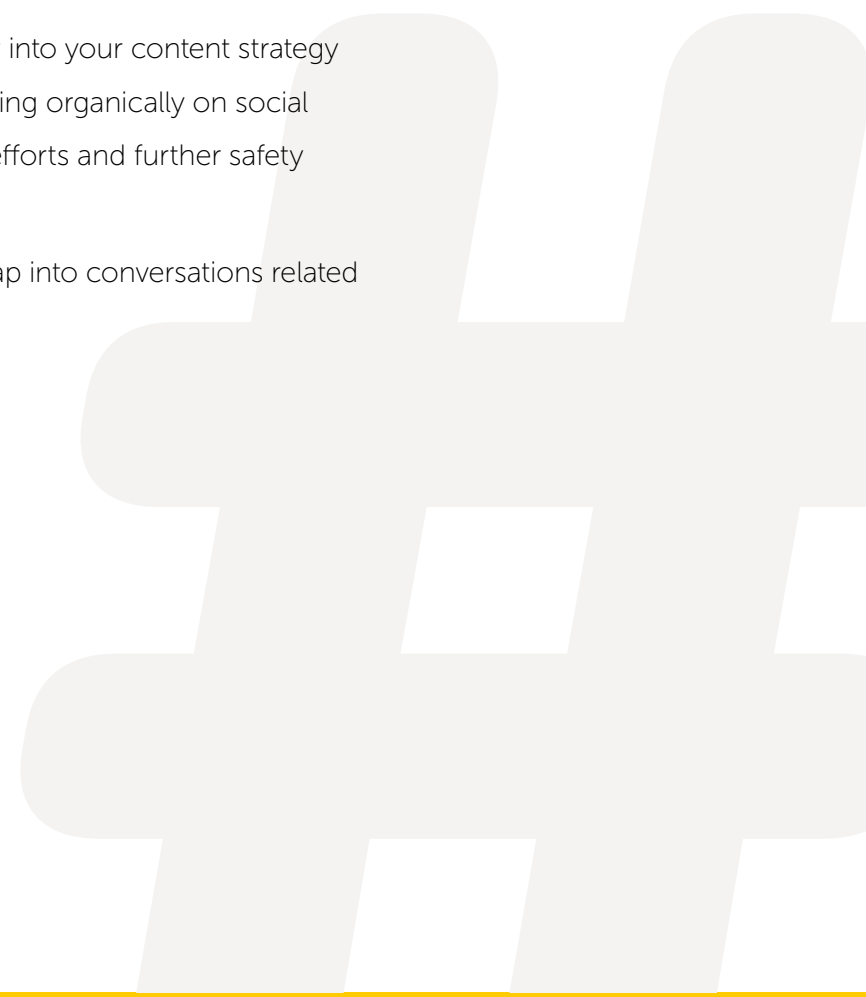 into your content strategy
ing organically on social
efforts and further safety
ap into conversations related
#